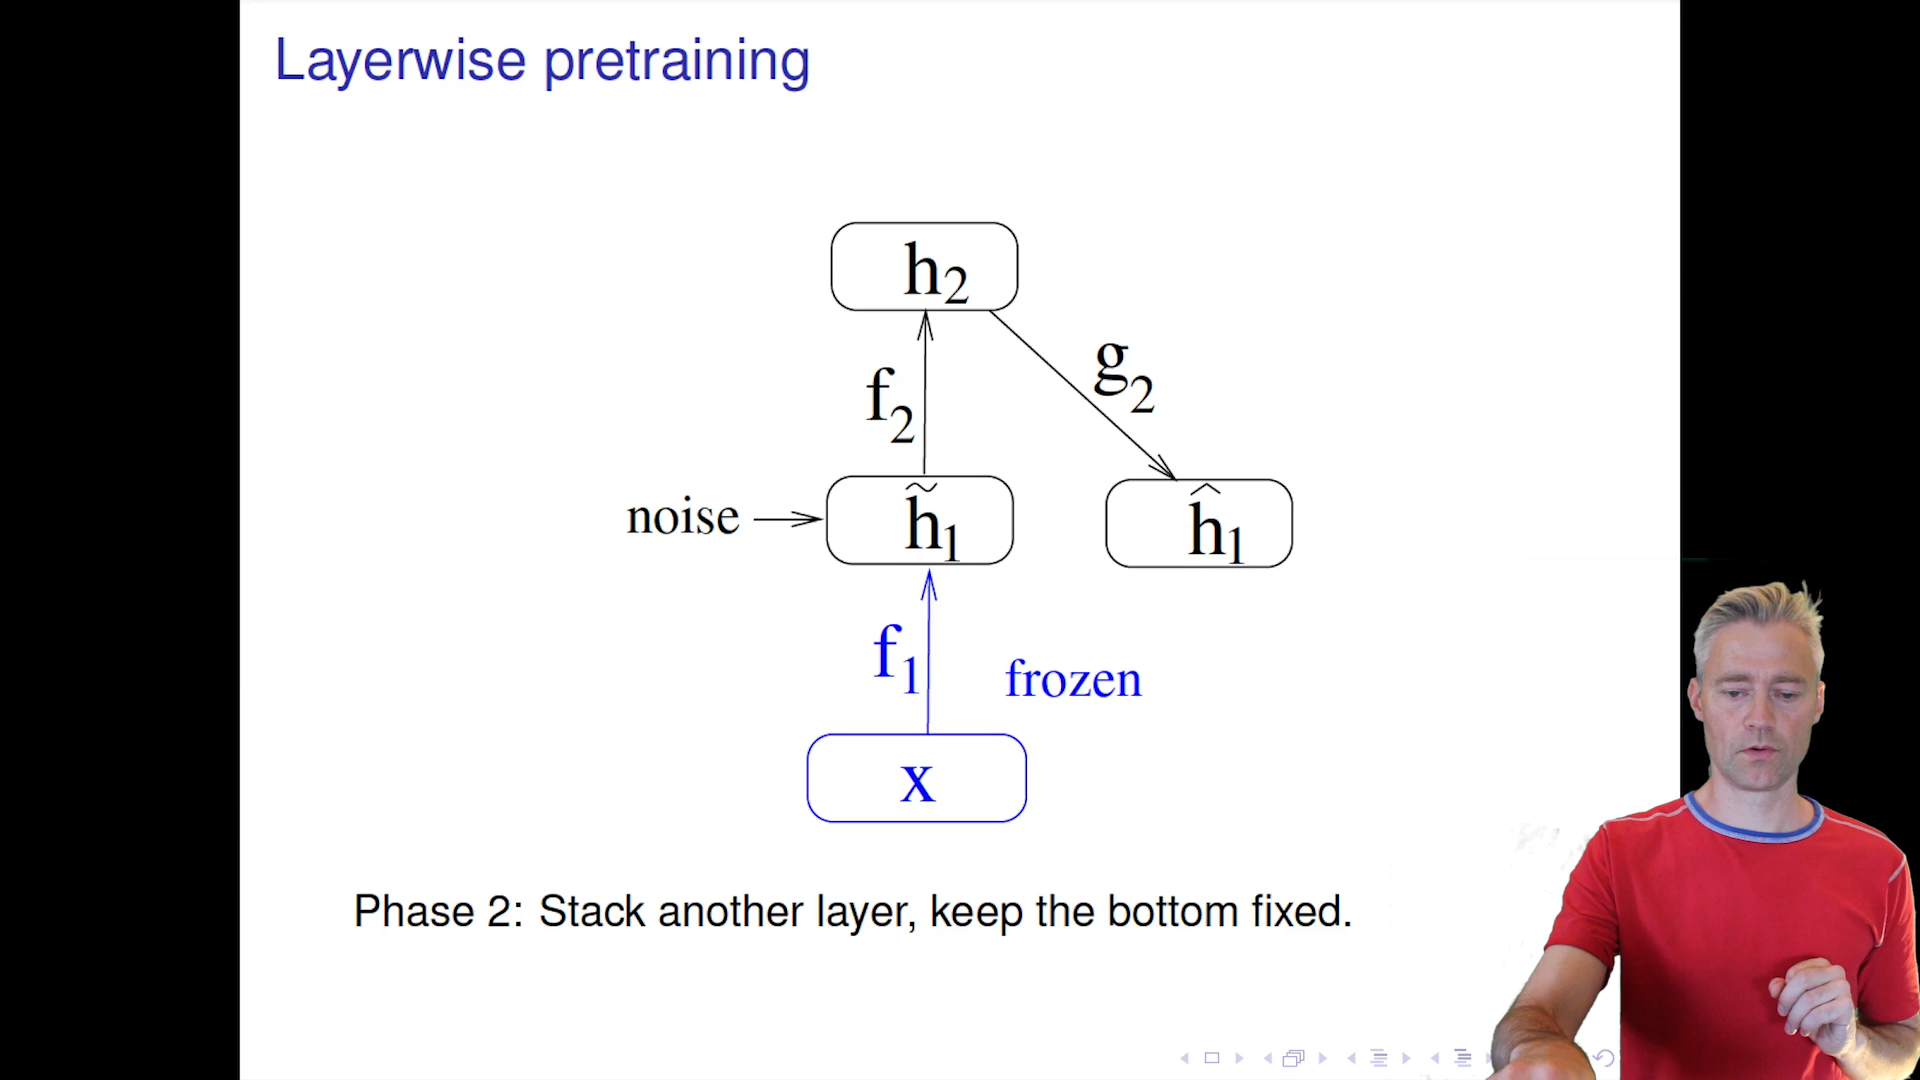 Layerwise pretraining
h₂
g₂
f₂
noise
h̃₁
ĥ₁
f₁
frozen
x
Phase 2: Stack another layer, keep the bottom fixed.